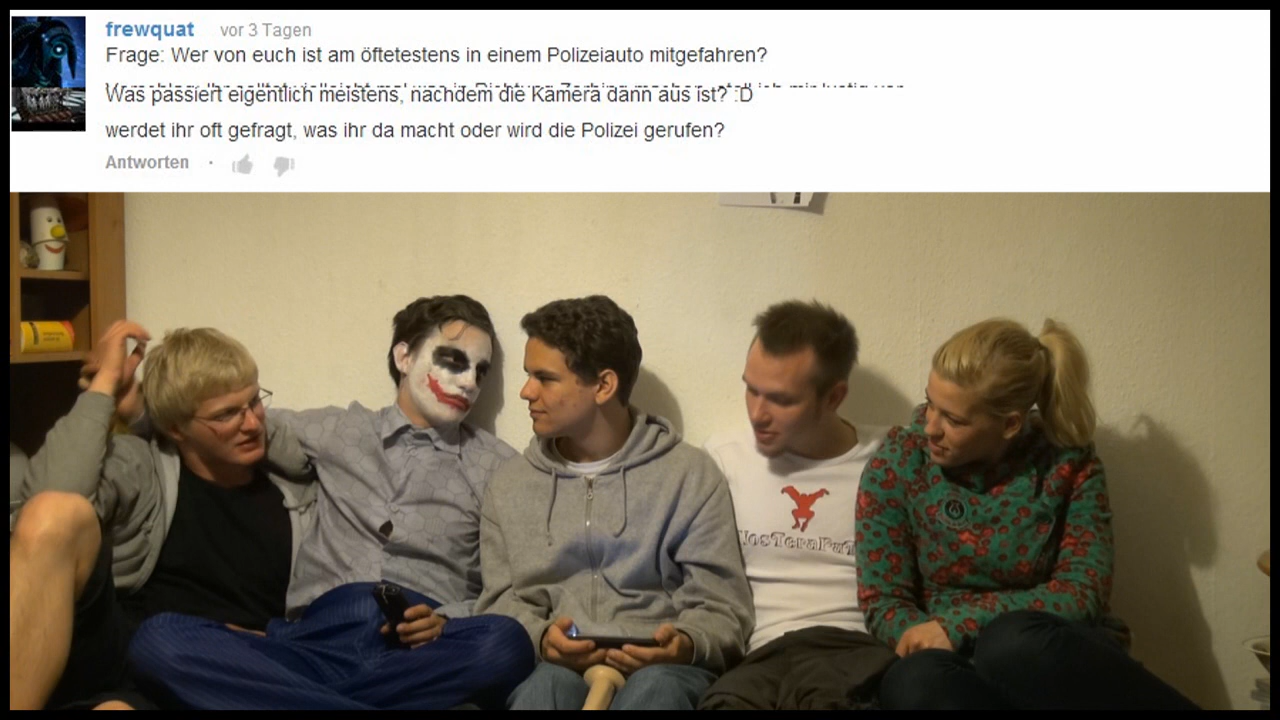 frewquat vor 3 Tagen
Frage: Wer von euch ist am öftetestens in einem Polizeiauto mitgefahren?
Was passiert eigentlich meistens, nachdem die Kamera dann aus ist? :D
werdet ihr oft gefragt, was ihr da macht oder wird die Polizei gerufen?
Antworten ·